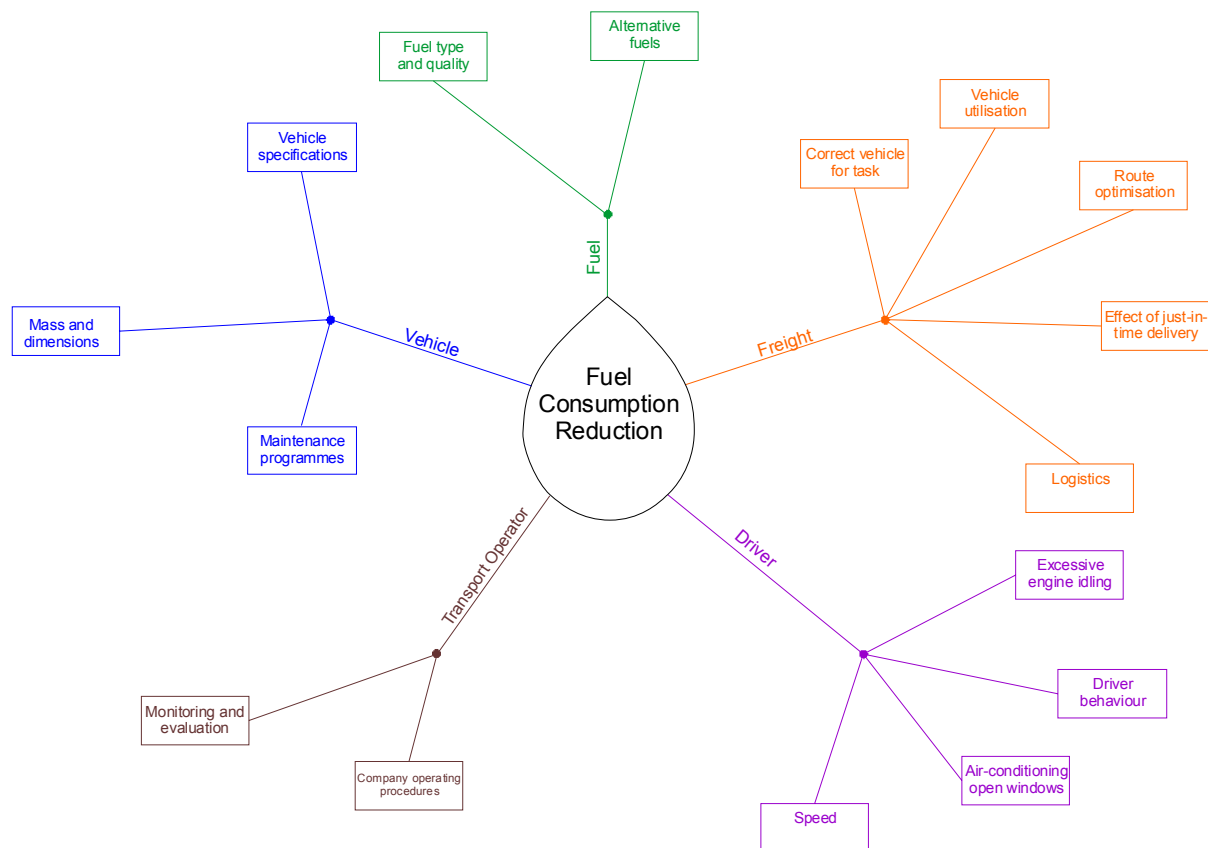 Alternative
fuels
Fuel type
and quality
Vehicle
utilisation
Vehicle
specifications
Correct vehicle
for task
Route
optimisation
Fuel
Mass and
dimensions
Vehicle
Freight
Effect of just-in-
time delivery
Fuel
Consumption
Reduction
Maintenance
programmes
Logistics
Transport Operator
Driver
Excessive
engine idling
Driver
behaviour
Monitoring and
evaluation
Company operating
procedures
Air-conditioning
open windows
Speed